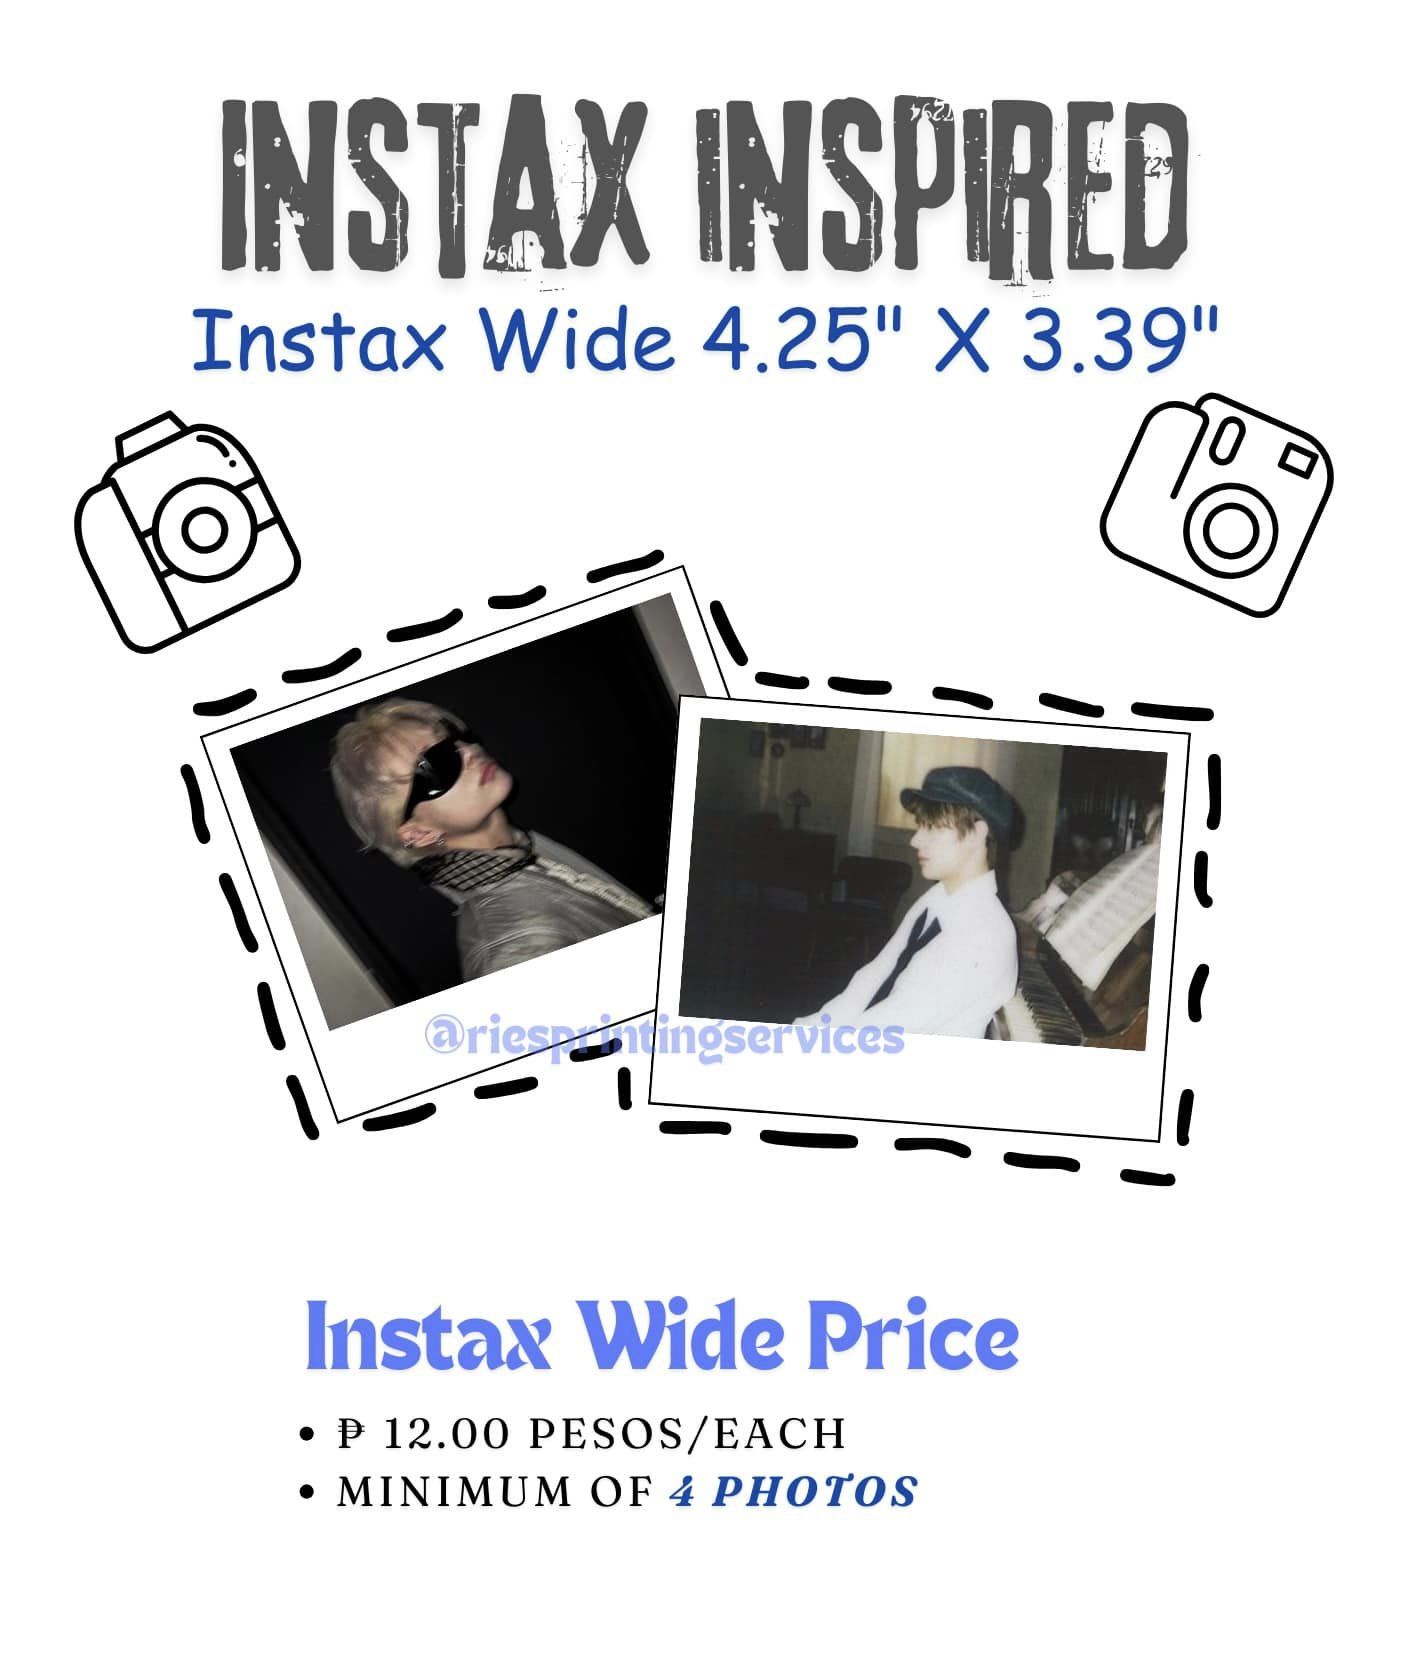 INSTAX INSPIRED
Instax Wide 4.25" X 3.39"
@riesprintingservices
Instax Wide Price
• ₱ 12.00 PESOS/EACH
• MINIMUM OF 4 PHOTOS